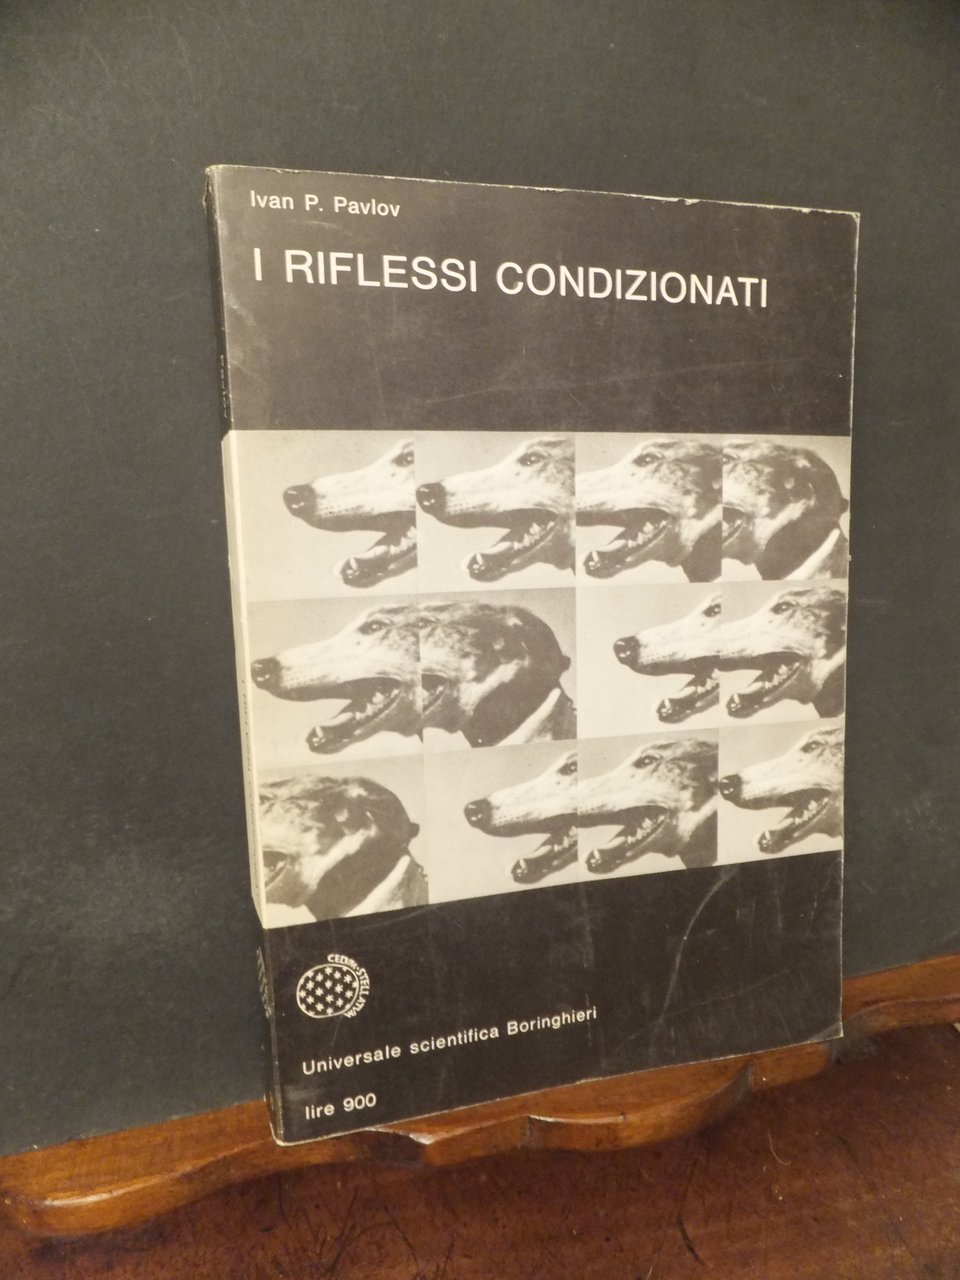 Ivan P. Pavlov
I RIFLESSI CONDIZIONATI
Universale scientifica Boringhieri
lire 900